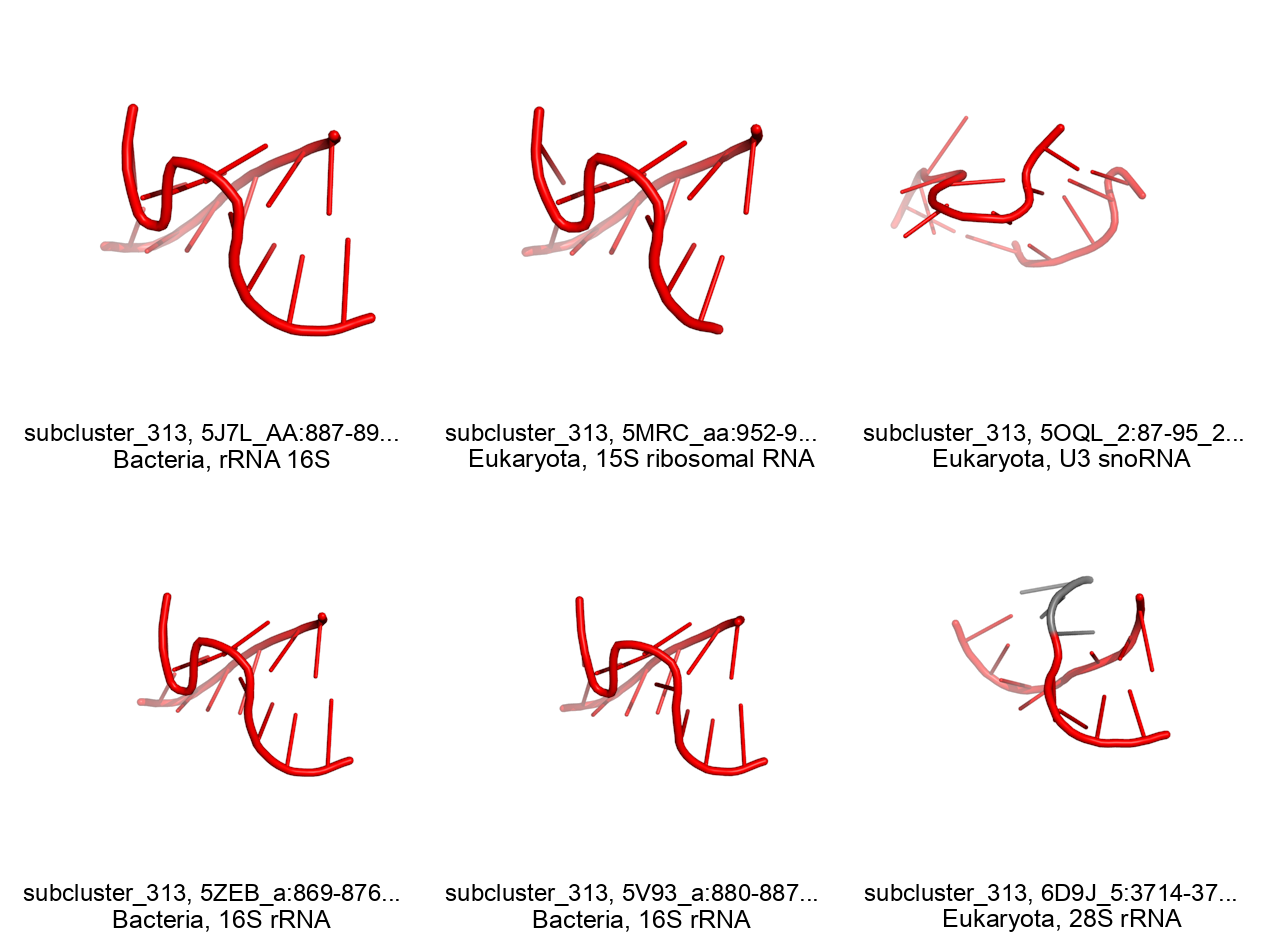 subcluster_313, 5J7L_AA:887-89...
Bacteria, rRNA 16S
subcluster_313, 5MRC_aa:952-9...
Eukaryota, 15S ribosomal RNA
subcluster_313, 5OQL_2:87-95_2...
Eukaryota, U3 snoRNA
subcluster_313, 5ZEB_a:869-876...
Bacteria, 16S rRNA
subcluster_313, 5V93_a:880-887...
Bacteria, 16S rRNA
subcluster_313, 6D9J_5:3714-37...
Eukaryota, 28S rRNA